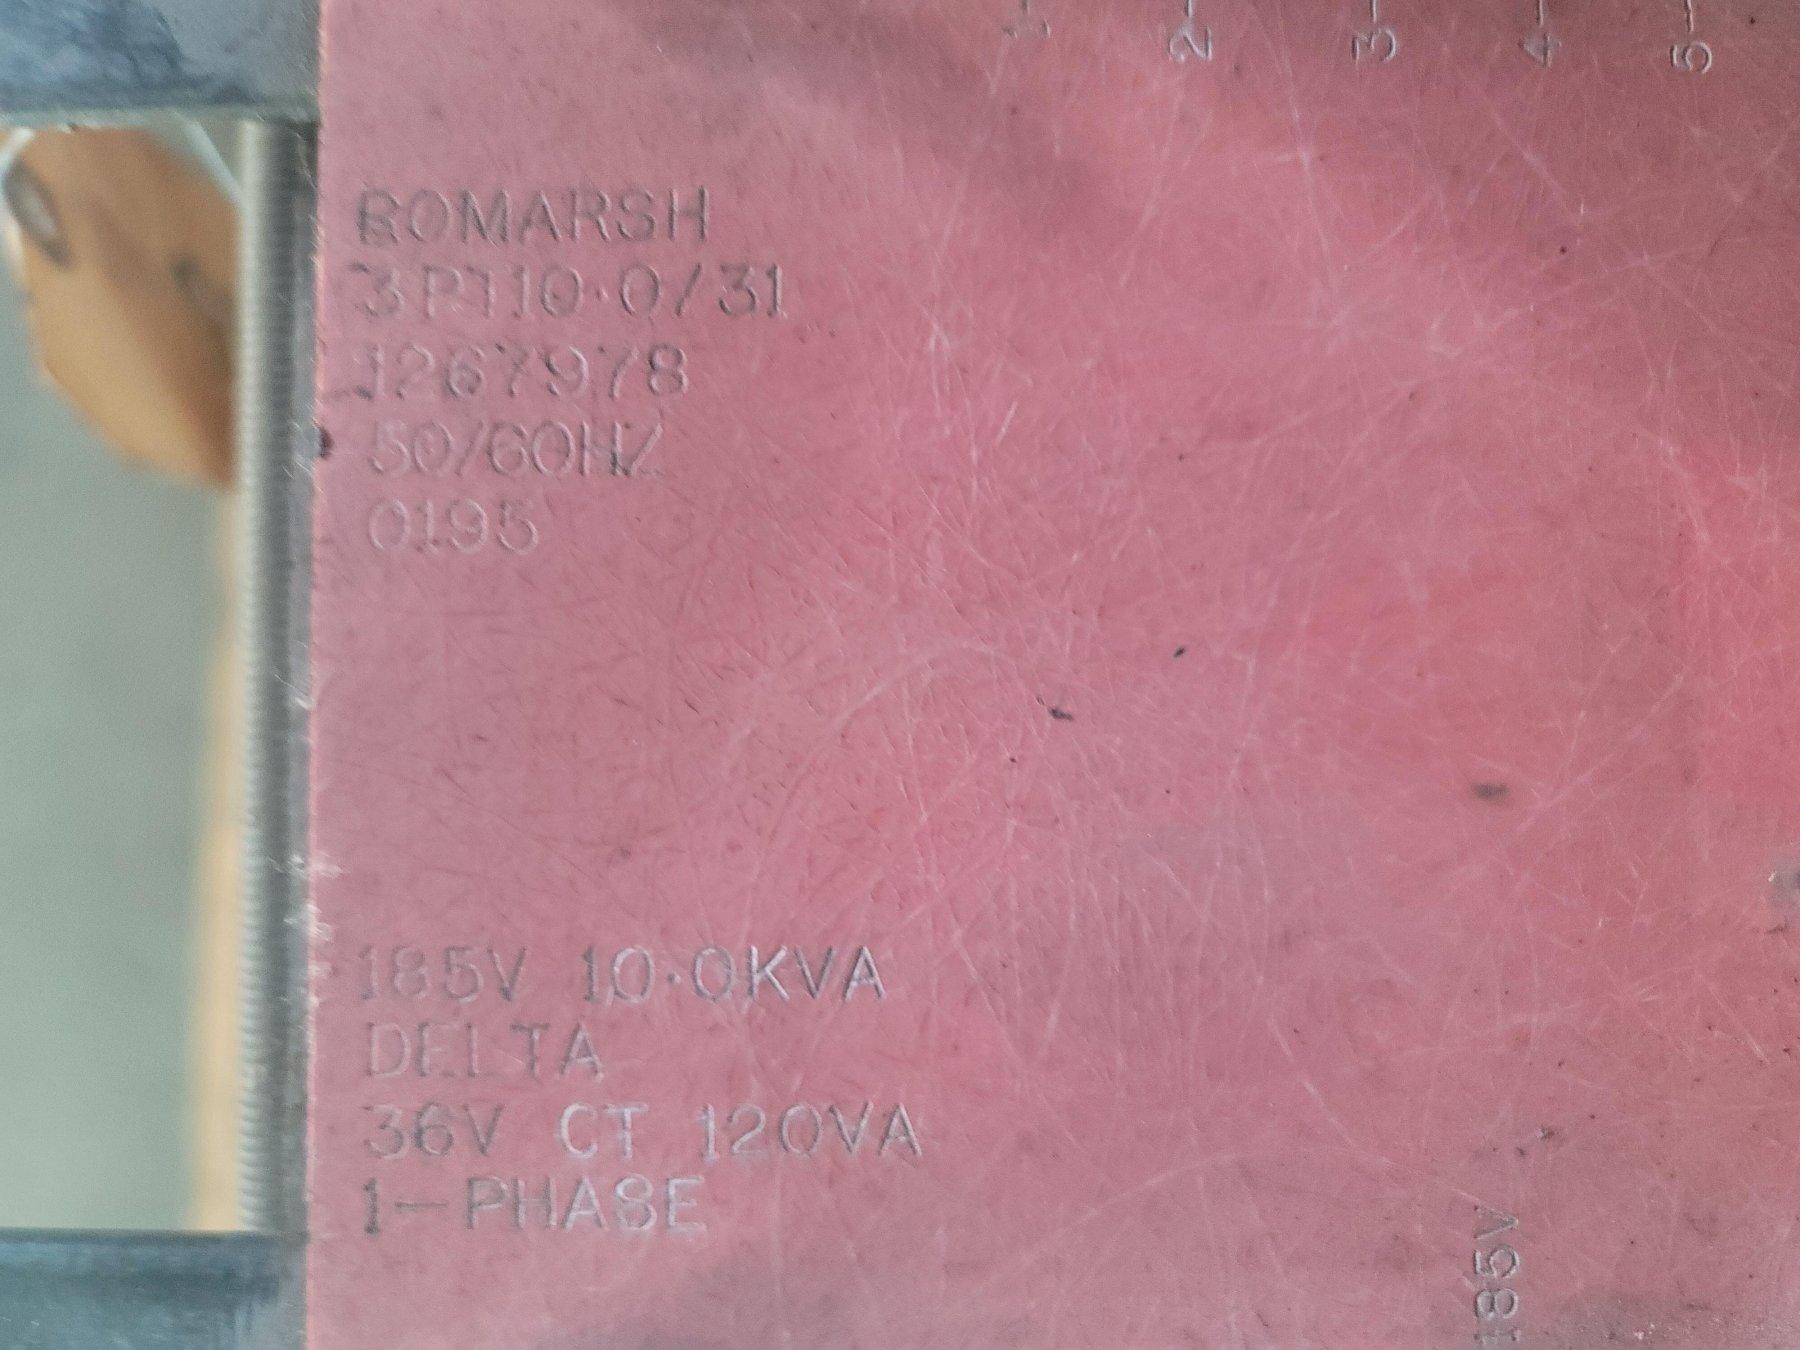 1-
2-
3-
4-
5-
ROMARSH
3PT10.0/31
1267978
50/60HZ
0195
185V 10.0KVA
DELTA
36V CT 120VA
1-PHASE
185V